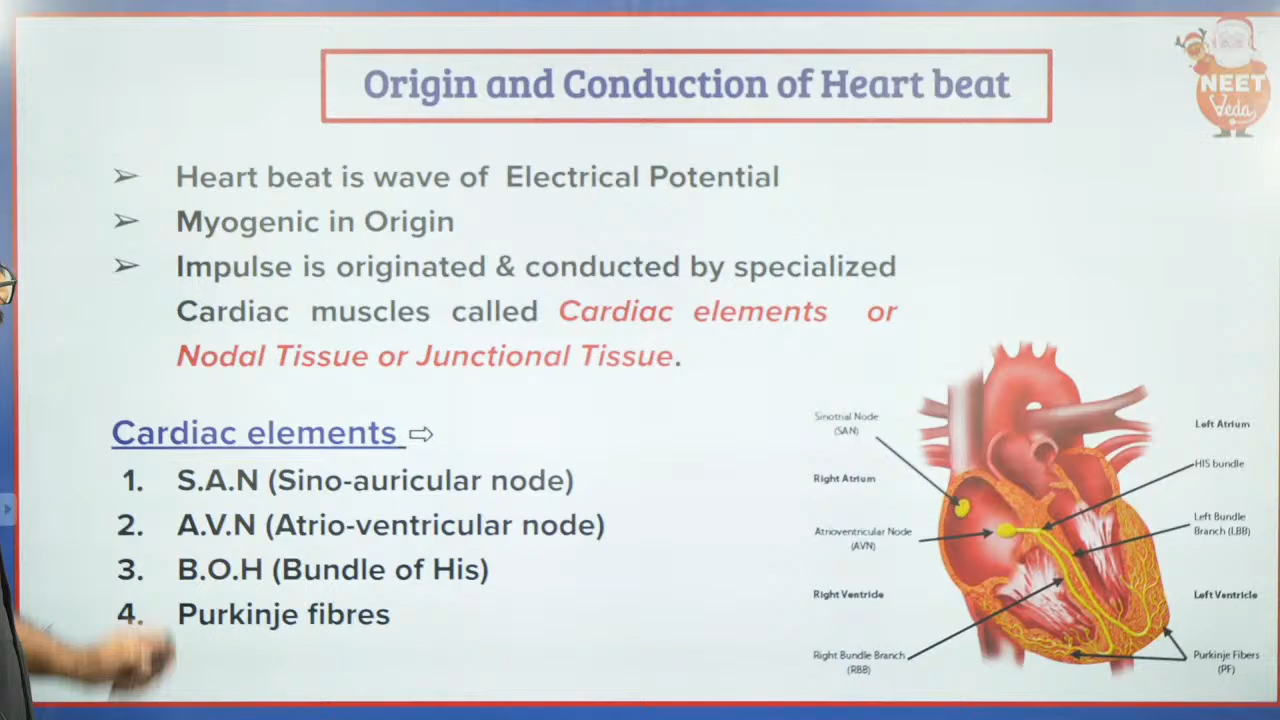 Origin and Conduction of Heart beat
NEET
Veda
➢ Heart beat is wave of Electrical Potential
➢ Myogenic in Origin
➢ Impulse is originated & conducted by specialized
Cardiac muscles called Cardiac elements or
Nodal Tissue or Junctional Tissue.
Cardiac elements ⇨
1. S.A.N (Sino-auricular node)
2. A.V.N (Atrio-ventricular node)
3. B.O.H (Bundle of His)
4. Purkinje fibres
Sinotrial Node
(SAN)
Right Atrium
Atrioventricular Node
(AVN)
Right Ventricle
Right Bundle Branch
(RBB)
Left Atrium
HIS bundle
Left Bundle
Branch (LBB)
Left Ventricle
Purkinje Fibers
(PF)